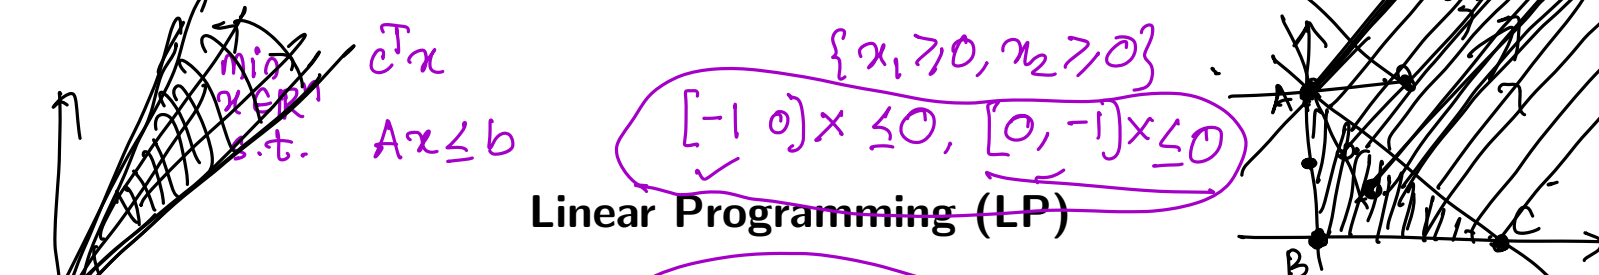 min cᵀx
x∈ℝⁿ
s.t. Ax≤b
{x₁≥0, x₂≥0}
[-1 0]x ≤0, [0, -1]x≤0
Linear Programming (LP)
A
B
C